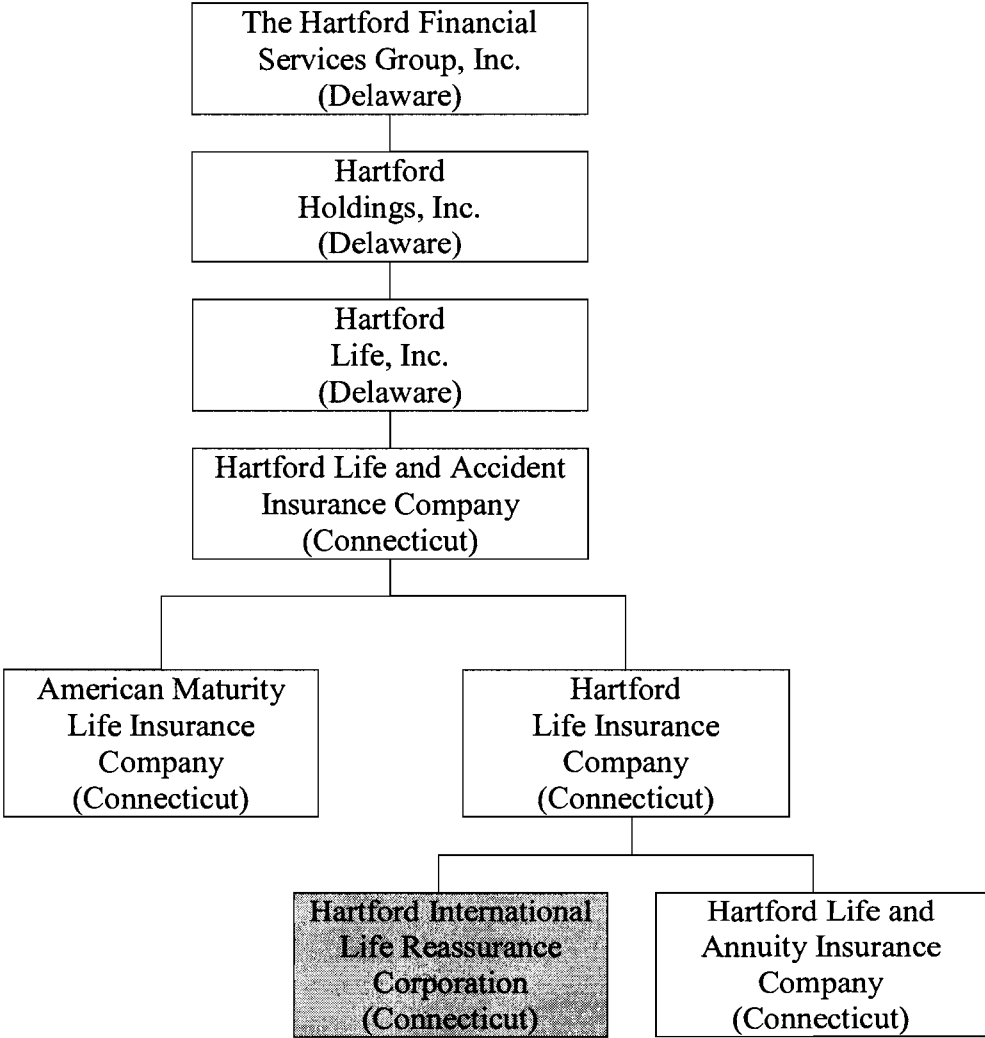 The Hartford Financial
Services Group, Inc.
(Delaware)
Hartford
Holdings, Inc.
(Delaware)
Hartford
Life, Inc.
(Delaware)
Hartford Life and Accident
Insurance Company
(Connecticut)
American Maturity
Life Insurance
Company
(Connecticut)
Hartford
Life Insurance
Company
(Connecticut)
Hartford International
Life Reassurance
Corporation
(Connecticut)
Hartford Life and
Annuity Insurance
Company
(Connecticut)